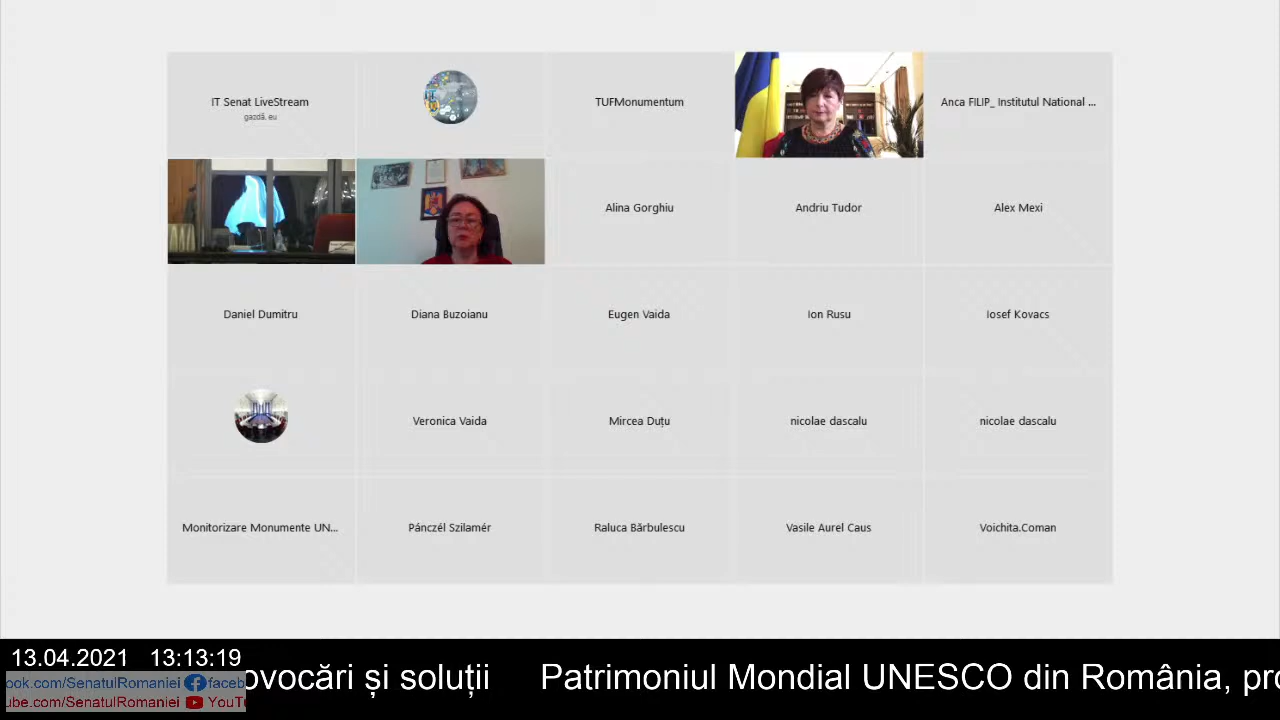 IT Senat LiveStream
gazdă. eu
TUFMonumentum
Anca FILIP_ Institutul National ...
Alina Gorghiu
Andriu Tudor
Alex Mexi
Daniel Dumitru
Diana Buzoianu
Eugen Vaida
Ion Rusu
Iosef Kovacs
Veronica Vaida
Mircea Duțu
nicolae dascalu
nicolae dascalu
Monitorizare Monumente UN...
Pánczél Szilamér
Raluca Bărbulescu
Vasile Aurel Caus
Voichita.Coman
13.04.2021 13:13:19
ook.com/SenatulRomaniei faceb
ube.com/SenatulRomaniei YouTu
ovocări și soluții Patrimoniul Mondial UNESCO din România, pro